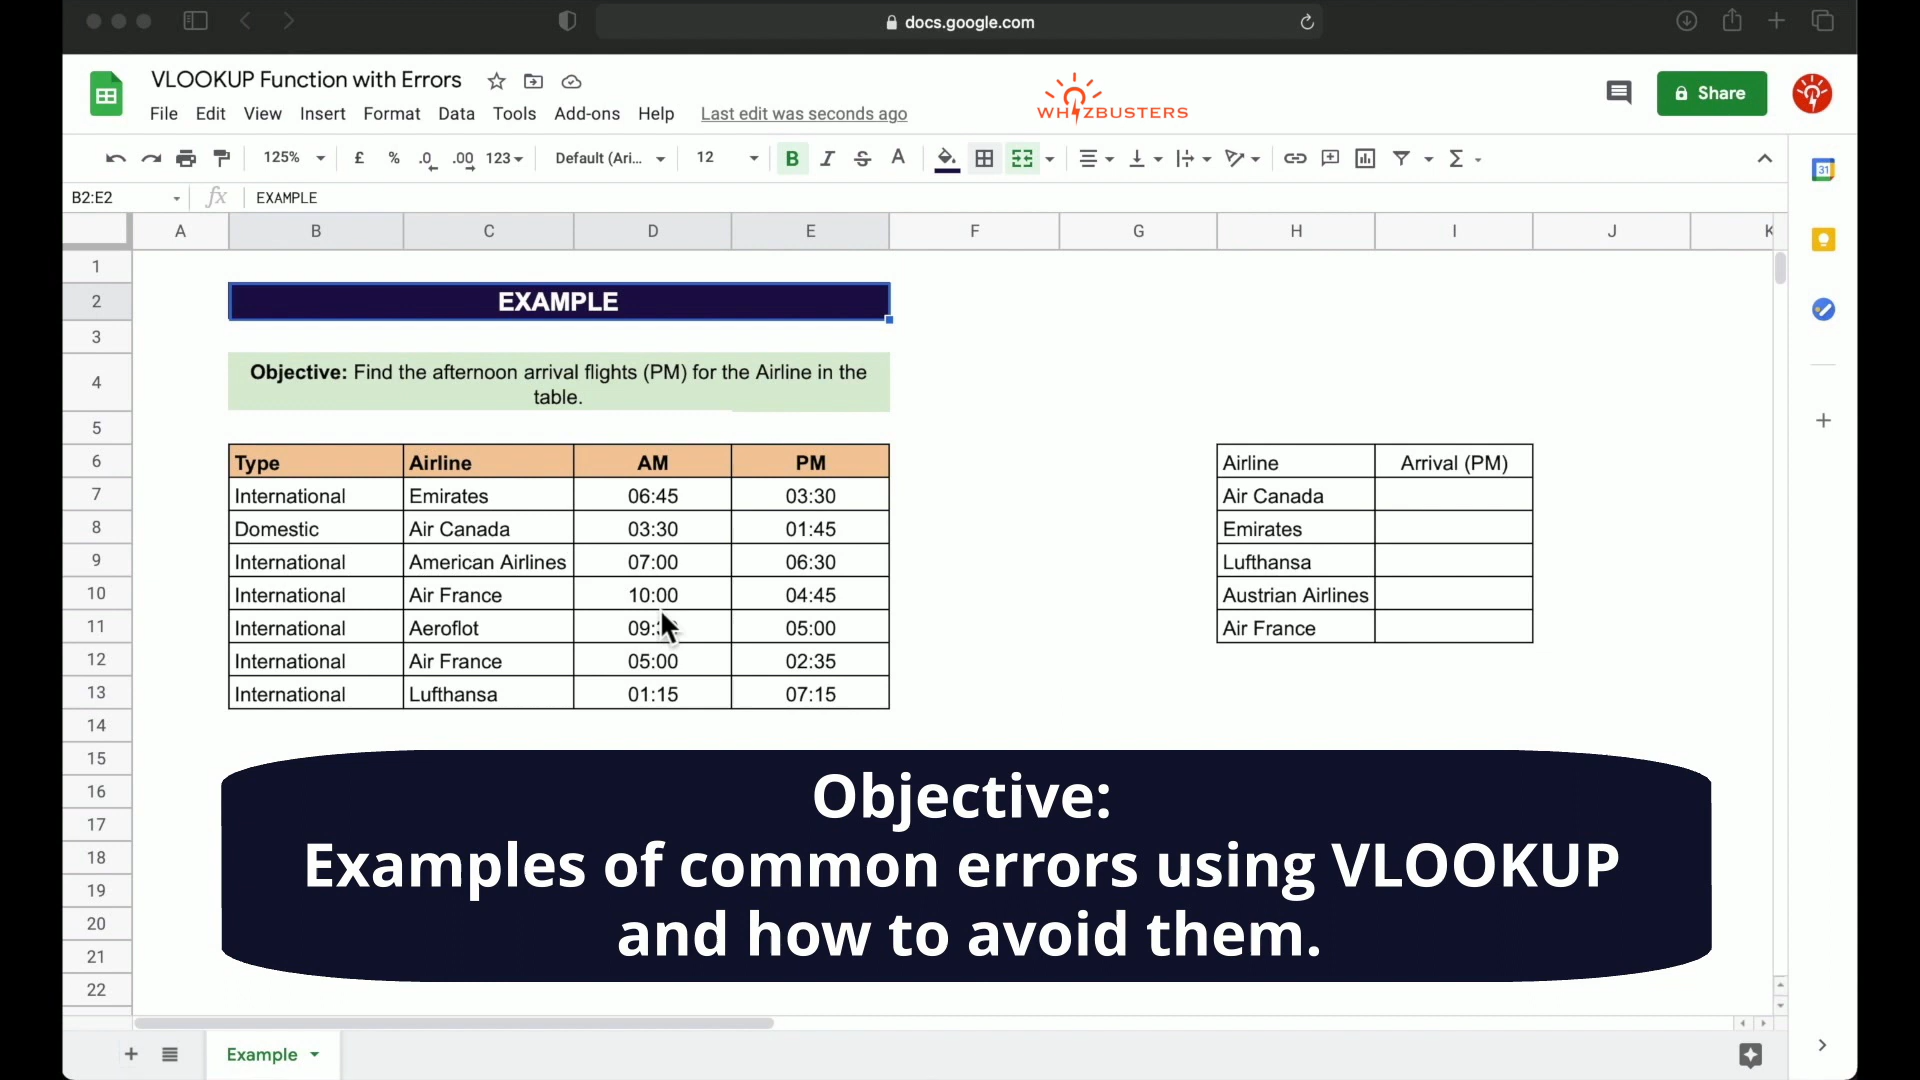 docs.google.com
VLOOKUP Function with Errors
File Edit View Insert Format Data Tools Add-ons Help Last edit was seconds ago
WHIZBUSTERS
Share
125% £ % .0 .00 123 Default (Ari... 12 B I S A Σ
31
B2:E2 fx EXAMPLE
A B C D E F G H I J K
1
2 EXAMPLE
3
4 Objective: Find the afternoon arrival flights (PM) for the Airline in the
table.
5
6 Type Airline AM PM Airline Arrival (PM)
7 International Emirates 06:45 03:30 Air Canada
8 Domestic Air Canada 03:30 01:45 Emirates
9 International American Airlines 07:00 06:30 Lufthansa
10 International Air France 10:00 04:45 Austrian Airlines
11 International Aeroflot 05:00 Air France
12 International Air France 05:00 02:35
13 International Lufthansa 01:15 07:15
14
15
16
17
18
19
20
21
22
Objective:
Examples of common errors using VLOOKUP
and how to avoid them.
Example